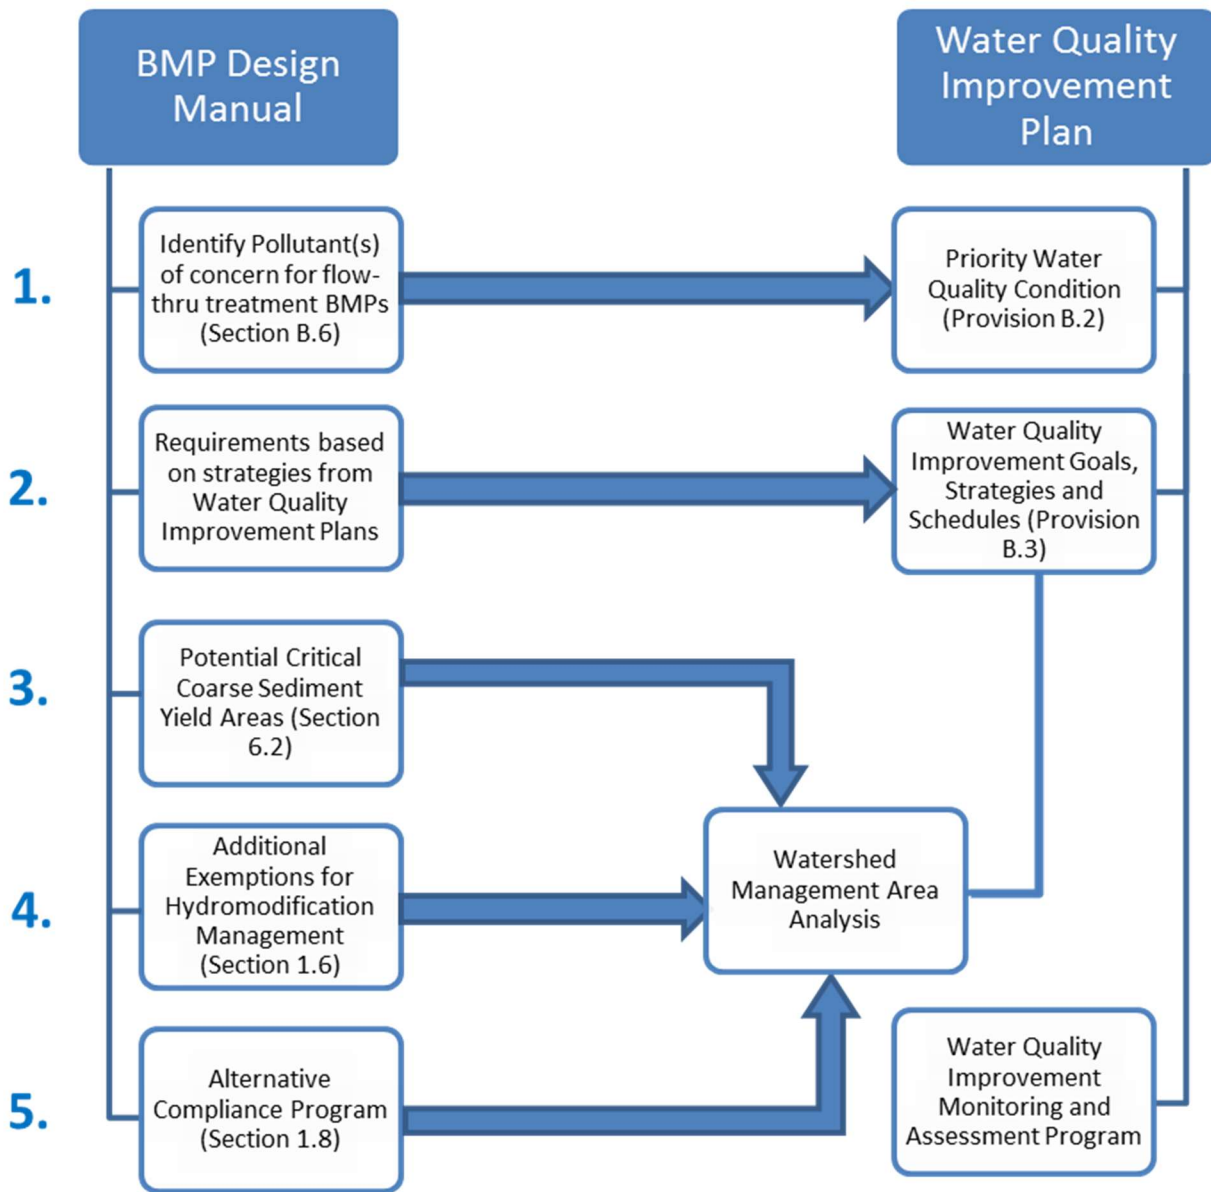 BMP Design
Manual
Water Quality
Improvement
Plan
1.
Identify Pollutant(s)
of concern for flow-
thru treatment BMPs
(Section B.6)
Priority Water
Quality Condition
(Provision B.2)
2.
Requirements based
on strategies from
Water Quality
Improvement Plans
Water Quality
Improvement Goals,
Strategies and
Schedules (Provision
B.3)
3.
Potential Critical
Coarse Sediment
Yield Areas (Section
6.2)
4.
Additional
Exemptions for
Hydromodification
Management
(Section 1.6)
Watershed
Management Area
Analysis
5.
Alternative
Compliance Program
(Section 1.8)
Water Quality
Improvement
Monitoring and
Assessment Program